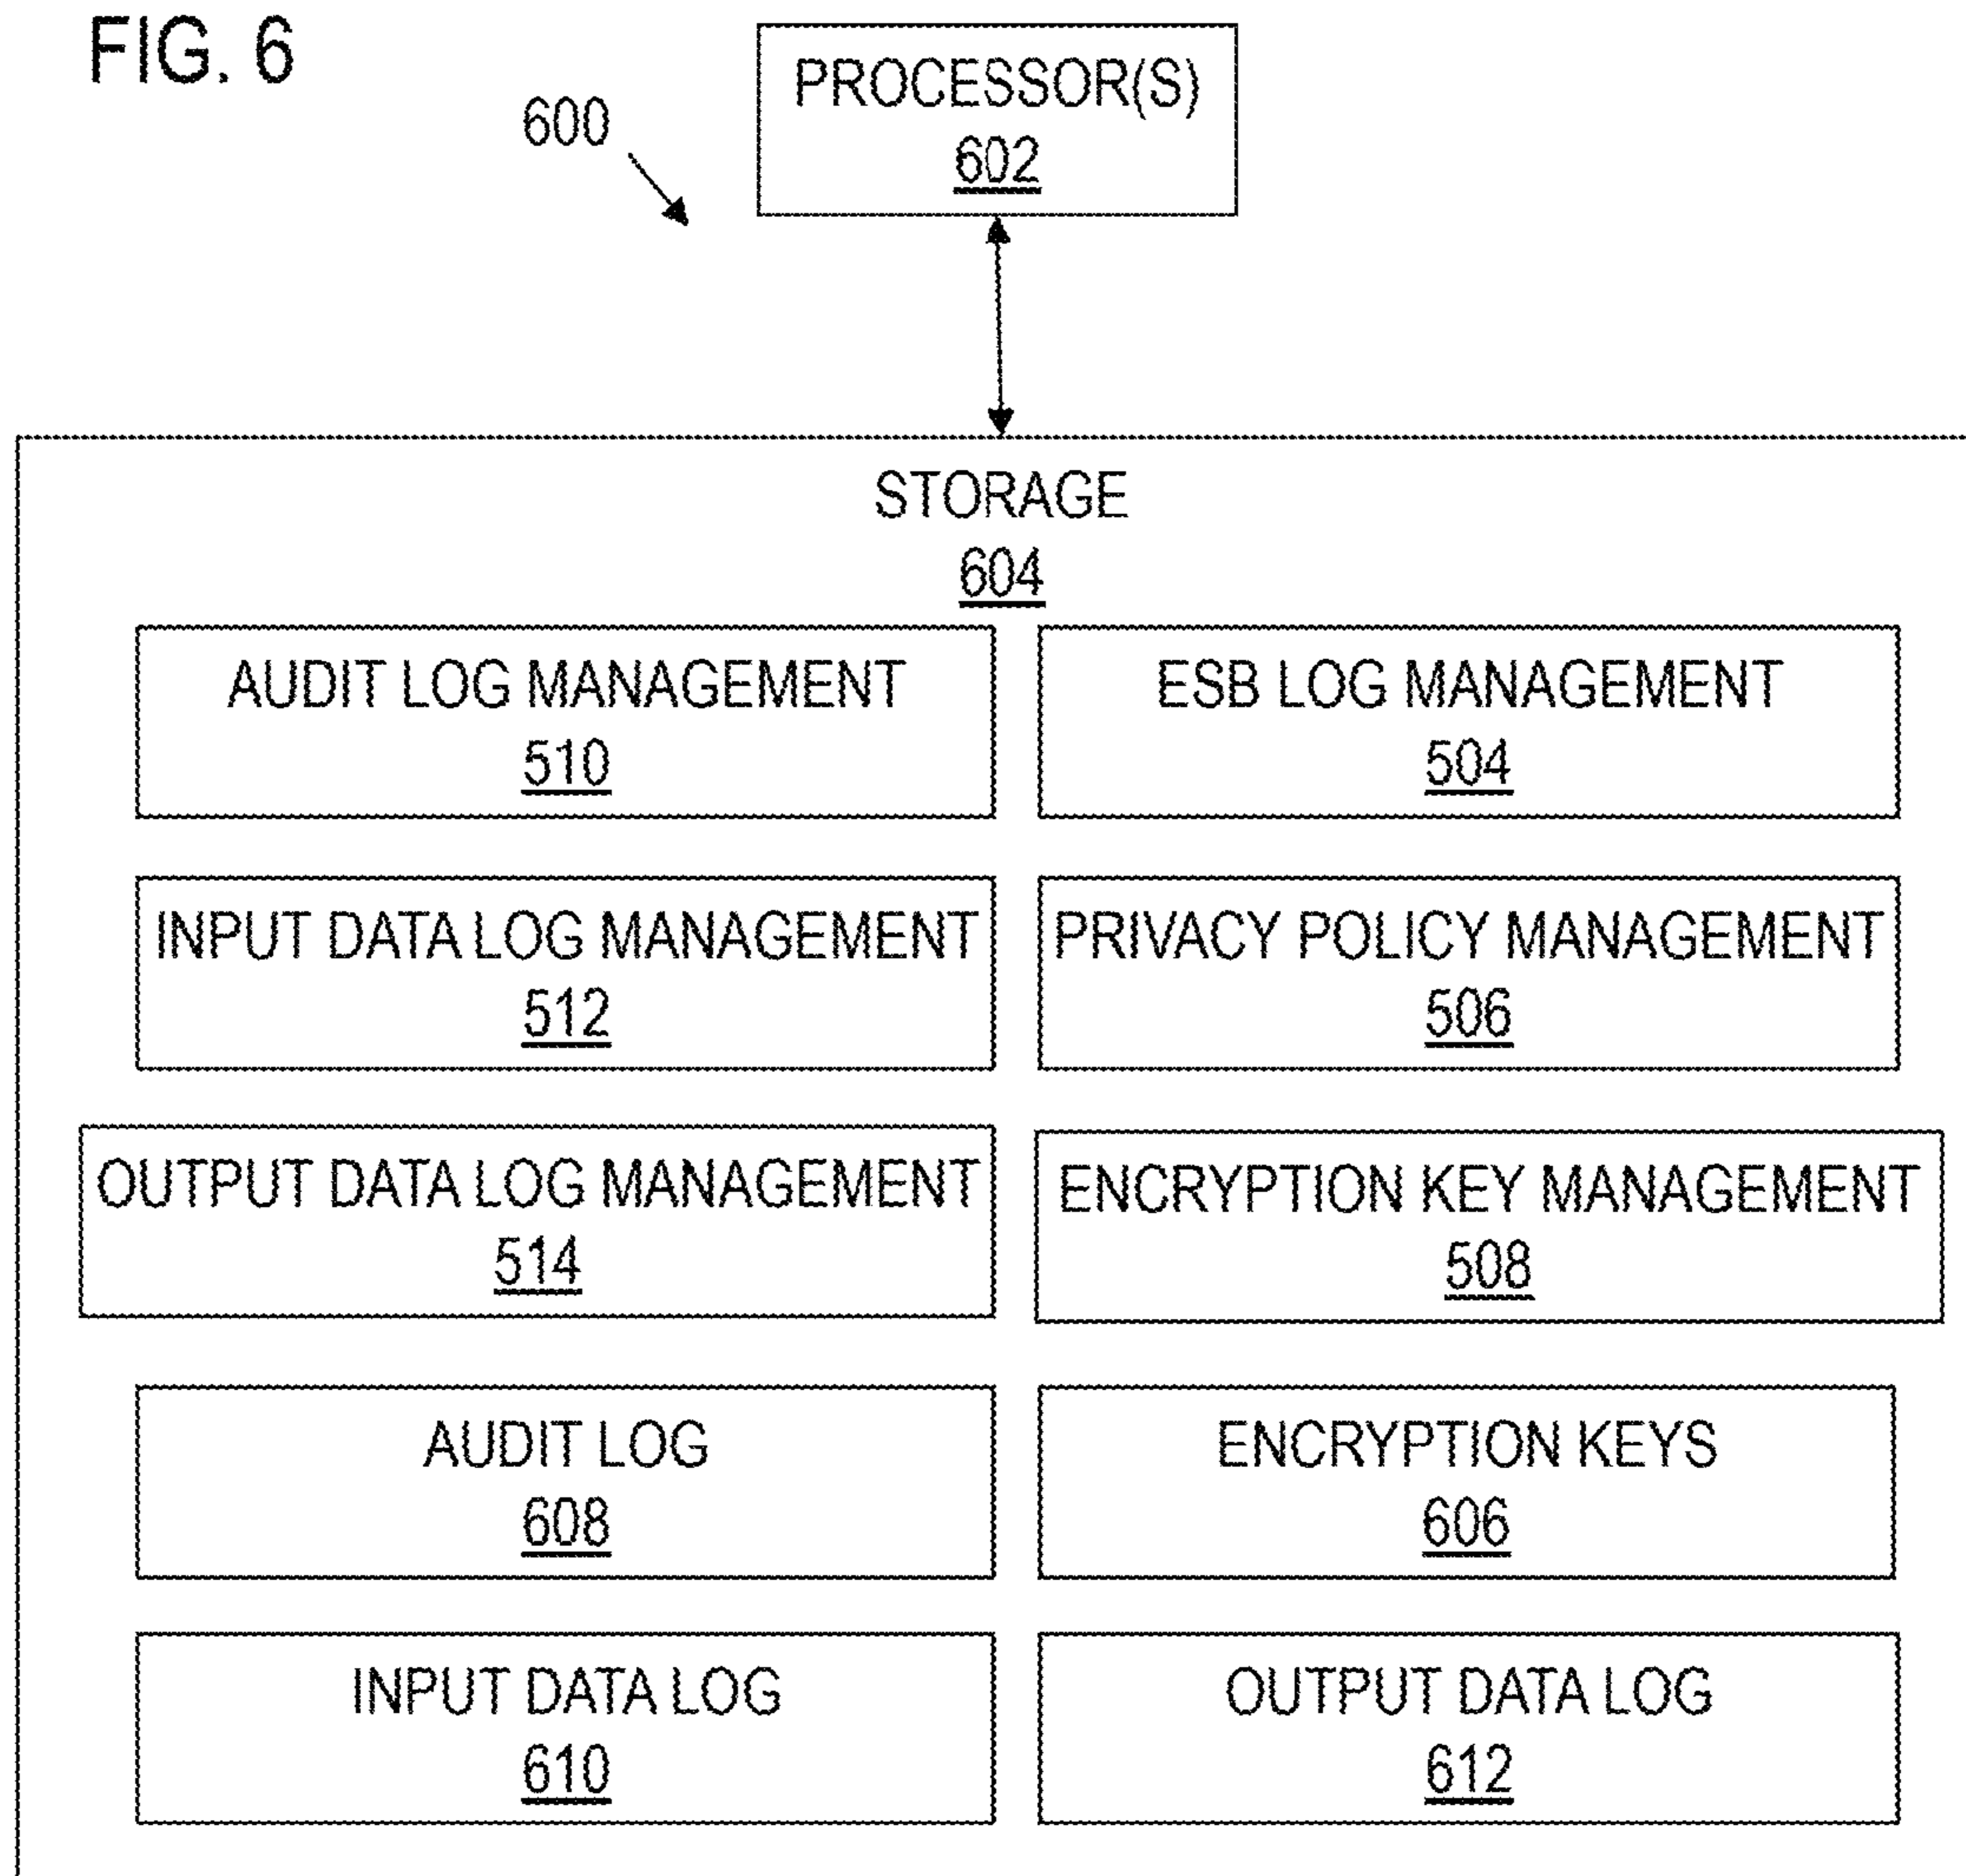 FIG. 6
600
PROCESSOR(S)
602
STORAGE
604
AUDIT LOG MANAGEMENT
510
ESB LOG MANAGEMENT
504
INPUT DATA LOG MANAGEMENT
512
PRIVACY POLICY MANAGEMENT
506
OUTPUT DATA LOG MANAGEMENT
514
ENCRYPTION KEY MANAGEMENT
508
AUDIT LOG
608
ENCRYPTION KEYS
606
INPUT DATA LOG
610
OUTPUT DATA LOG
612